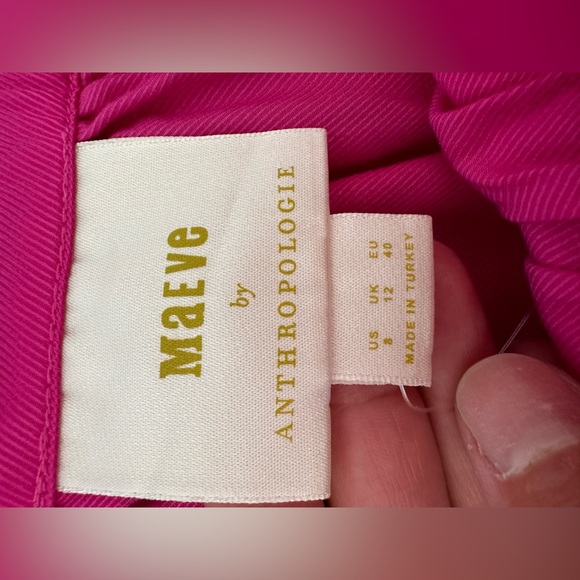 MaEVE
by
ANTHROPOLOGIE
US UK EU
8 12 40
MADE IN TURKEY